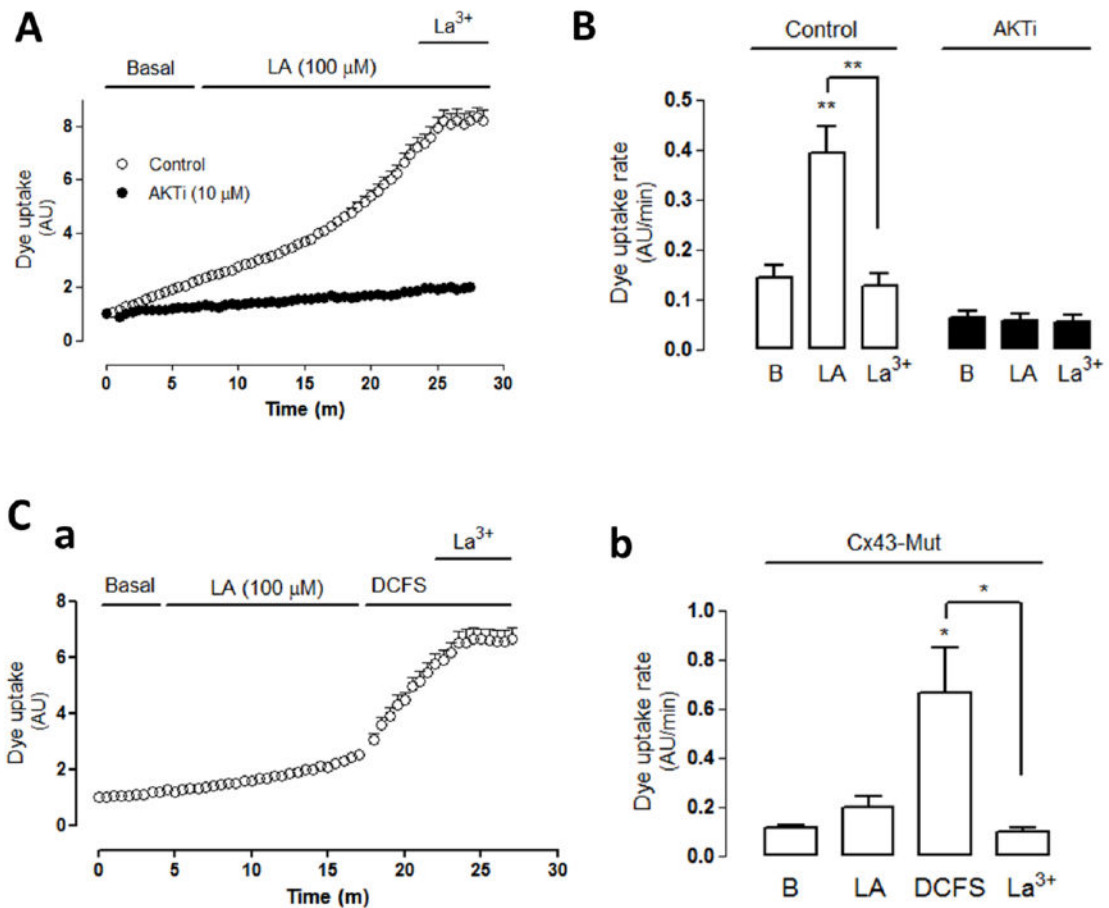 A
La3+
Basal
LA (100 µM)
8
6
4
2
0
Dye uptake
(AU)
Control
AKTi (10 µM)
0 5 10 15 20 25 30
Time (m)
B
Control
AKTi
**
**
0.5
0.4
0.3
0.2
0.1
0.0
Dye uptake rate
(AU/min)
B LA La3+ B LA La3+
C
a
La3+
Basal
LA (100 µM)
DCFS
8
6
4
2
0
Dye uptake
(AU)
0 5 10 15 20 25 30
Time (m)
b
Cx43-Mut
*
*
1.0
0.8
0.6
0.4
0.2
0.0
Dye uptake rate
(AU/min)
B LA DCFS La3+